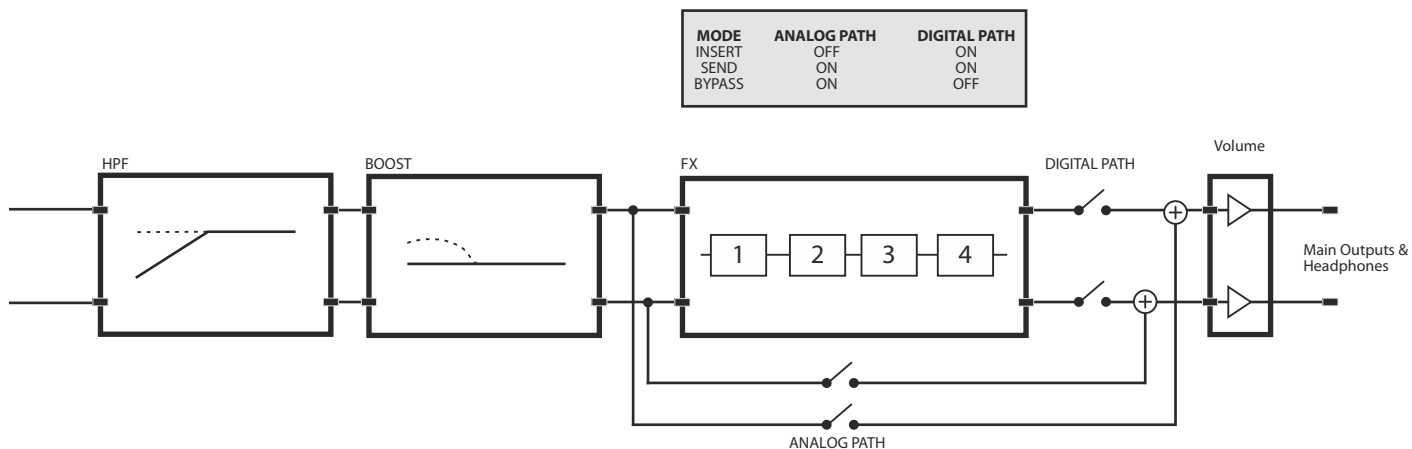 MODE ANALOG PATH DIGITAL PATH
INSERT OFF ON
SEND ON ON
BYPASS ON OFF
HPF
BOOST
FX
DIGITAL PATH
Volume
1 2 3 4
Main Outputs &
Headphones
ANALOG PATH